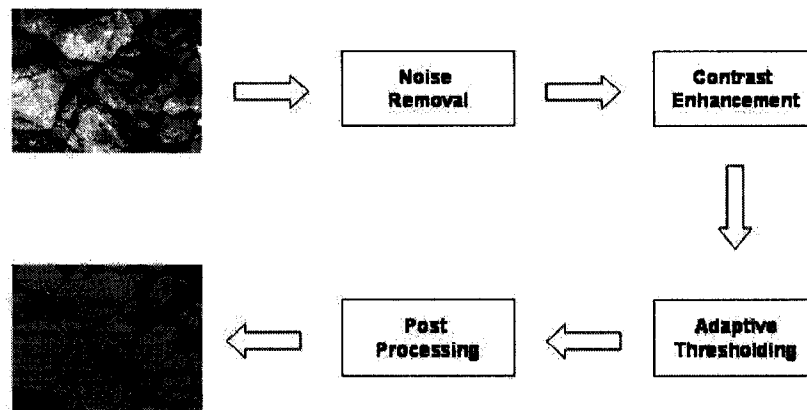 Noise
Removal
Contrast
Enhancement
Adaptive
Thresholding
Post
Processing